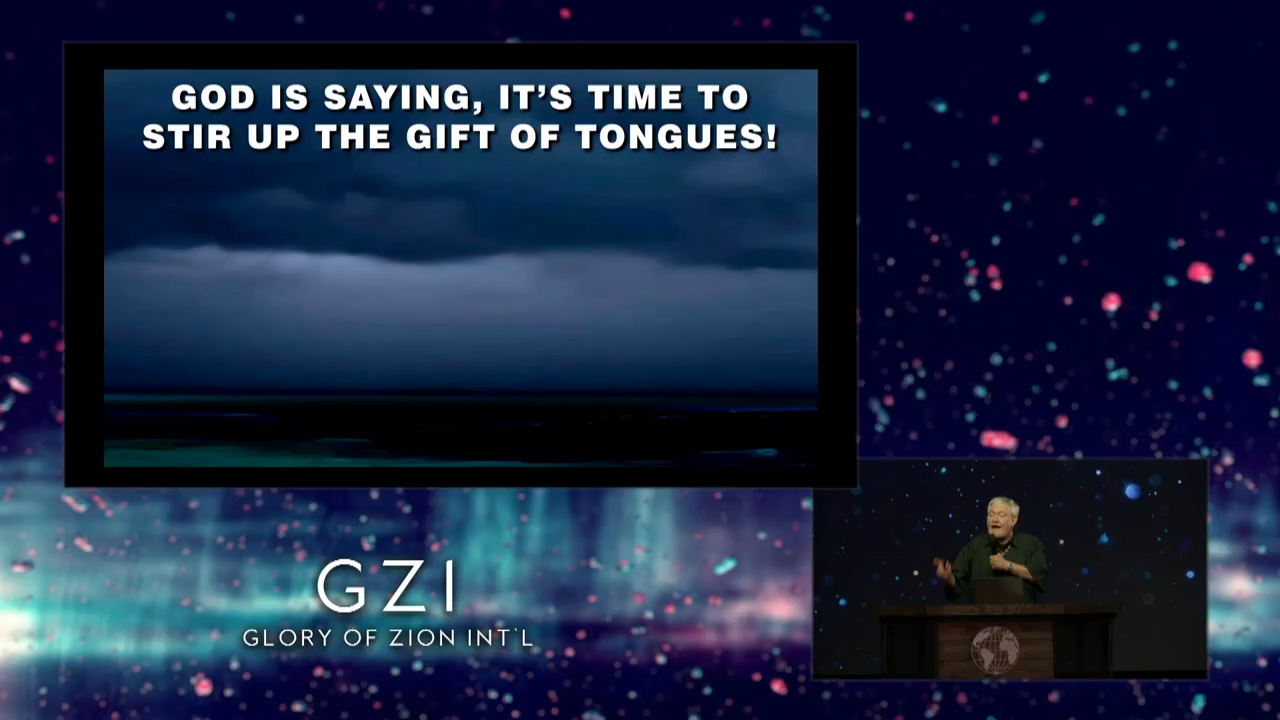 GOD IS SAYING, IT’S TIME TO
STIR UP THE GIFT OF TONGUES!
GZI
GLORY OF ZION INT'L